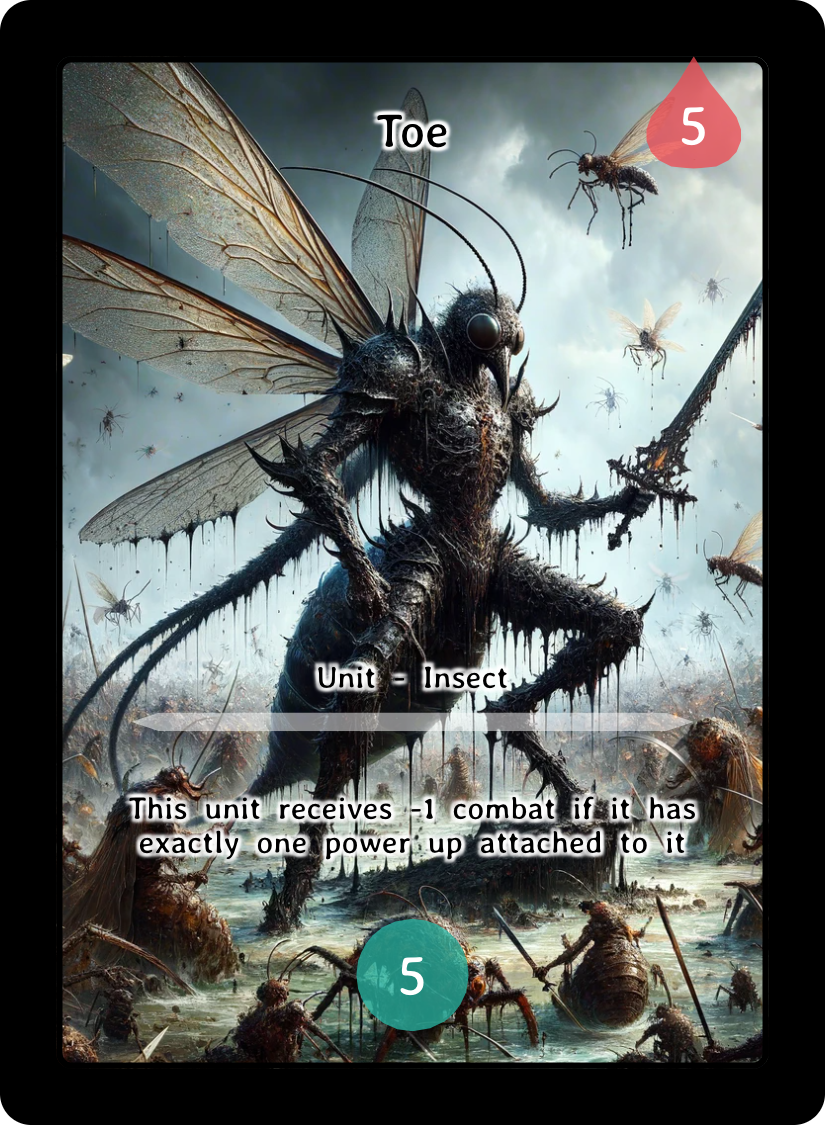 Toe
5
Unit - Insect
This unit receives -1 combat if it has
exactly one power up attached to it
5